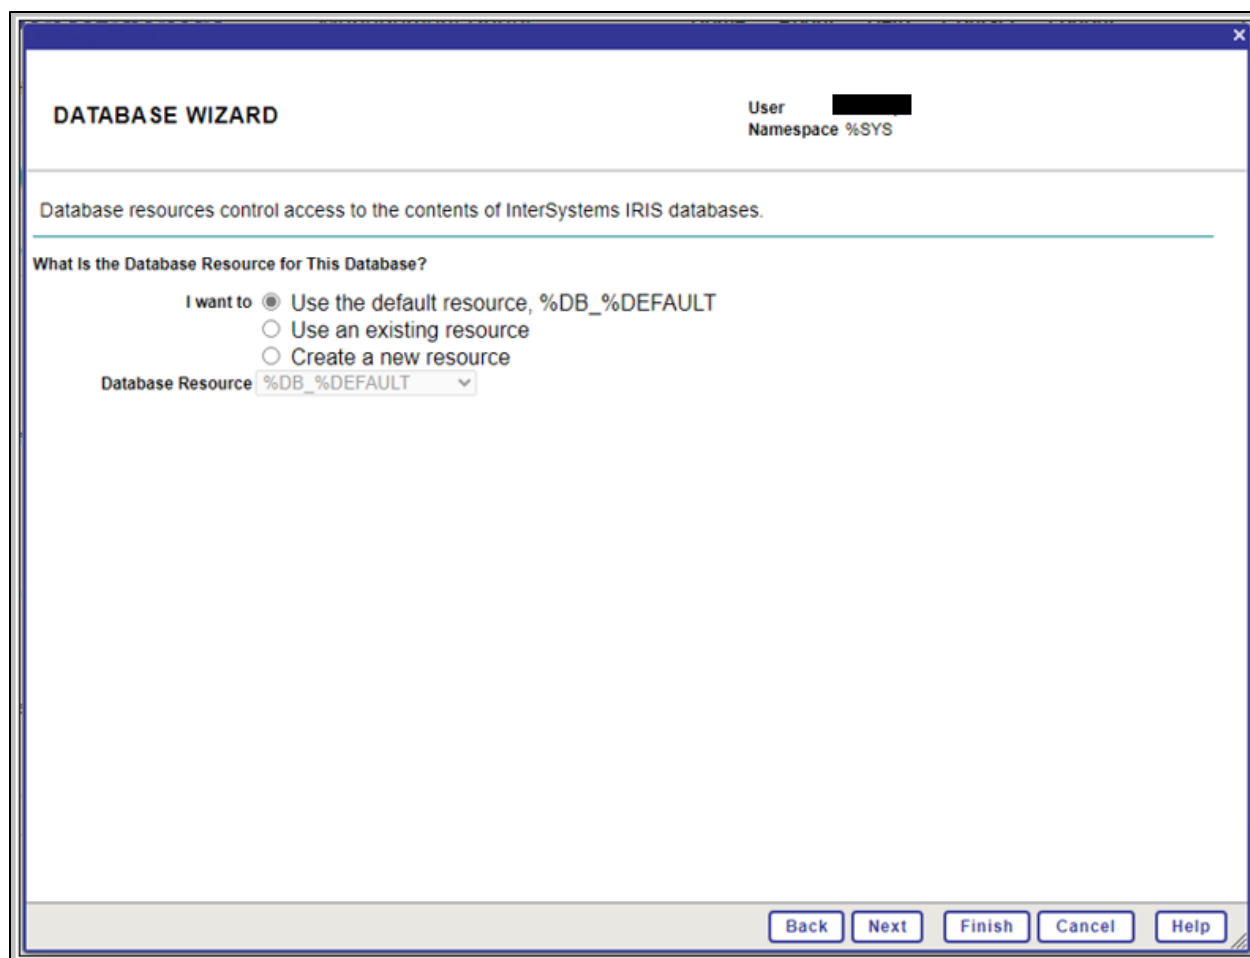 DATABASE WIZARD
User
Namespace %SYS
Database resources control access to the contents of InterSystems IRIS databases.
What Is the Database Resource for This Database?
I want to Use the default resource, %DB_%DEFAULT
Use an existing resource
Create a new resource
Database Resource %DB_%DEFAULT
Back Next Finish Cancel Help